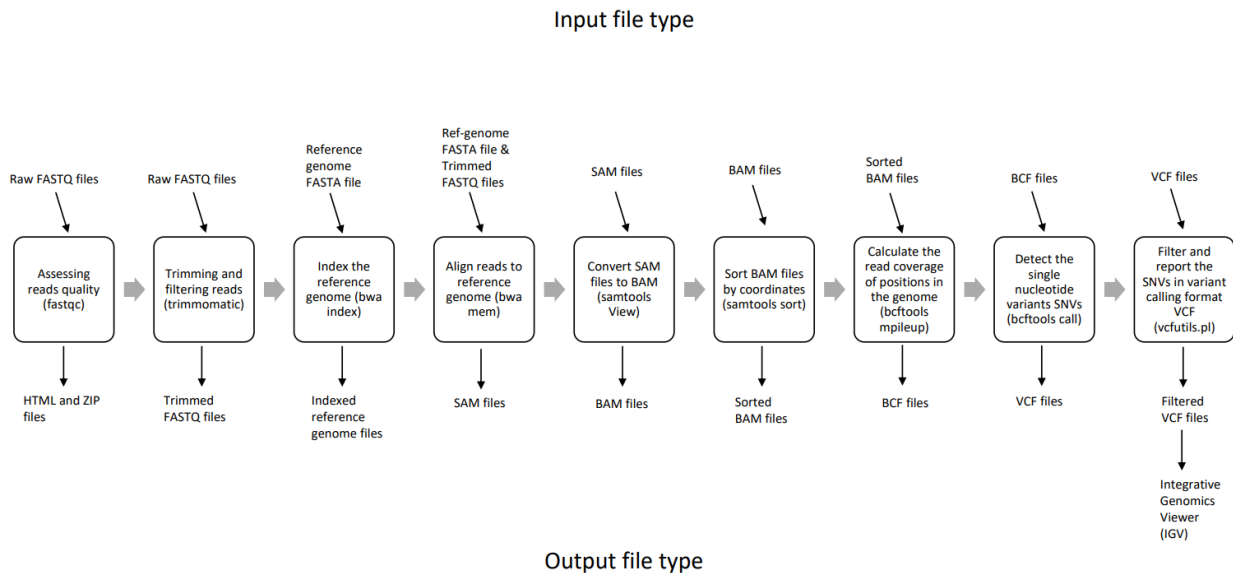 Input file type
Raw FASTQ files
Raw FASTQ files
Reference
genome
FASTA file
Ref-genome
FASTA file &
Trimmed
FASTQ files
SAM files
BAM files
Sorted
BAM files
BCF files
VCF files
Assessing
reads quality
(fastqc)
Trimming and
filtering reads
(trimmomatic)
Index the
reference
genome (bwa
index)
Align reads to
reference
genome (bwa
mem)
Convert SAM
files to BAM
(samtools
View)
Sort BAM files
by coordinates
(samtools sort)
Calculate the
read coverage
of positions in
the genome
(bcftools
mpileup)
Detect the
single
nucleotide
variants SNVs
(bcftools call)
Filter and
report the
SNVs in variant
calling format
VCF
(vcfutils.pl)
HTML and ZIP
files
Trimmed
FASTQ files
Indexed
reference
genome files
SAM files
BAM files
Sorted
BAM files
BCF files
VCF files
Filtered
VCF files
Integrative
Genomics
Viewer
(IGV)
Output file type